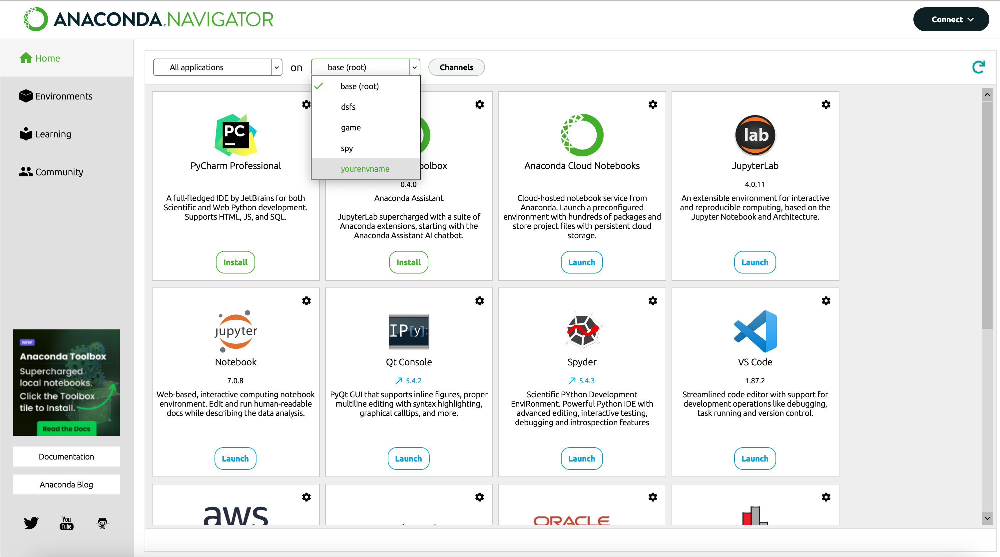 ANACONDA.NAVIGATOR
Connect
Home
Environments
Learning
Community
All applications
on
base (root)
Channels
base (root)
dsfs
game
spy
yourenvname
PC
PyCharm Professional
A full-fledged IDE by JetBrains for both
Scientific and Web Python development.
Supports HTML, JS, and SQL.
Install
oolbox
0.4.0
Anaconda Assistant
JupyterLab supercharged with a suite of
Anaconda extensions, starting with the
Anaconda Assistant AI chatbot.
Install
Anaconda Cloud Notebooks
Cloud-hosted notebook service from
Anaconda. Launch a preconfigured
environment with hundreds of packages and
store project files with persistent cloud
storage.
Launch
lab
JupyterLab
4.0.11
An extensible environment for interactive
and reproducible computing, based on the
Jupyter Notebook and Architecture.
Launch
jupyter
Notebook
7.0.8
Web-based, interactive computing notebook
environment. Edit and run human-readable
docs while describing the data analysis.
Launch
IP[y]:
Qt Console
5.4.2
PyQt GUI that supports inline figures, proper
multiline editing with syntax highlighting,
graphical calltips, and more.
Launch
Spyder
5.4.3
Scientific PYthon Development
EnviRonment. Powerful Python IDE with
advanced editing, interactive testing,
debugging and introspection features
Launch
VS Code
1.87.2
Streamlined code editor with support for
development operations like debugging,
task running and version control.
Launch
aws
ORACLE
NEW
Anaconda Toolbox
Supercharged
local notebooks.
Click the Toolbox
tile to Install.
Read the Docs
Documentation
Anaconda Blog
You
Tube